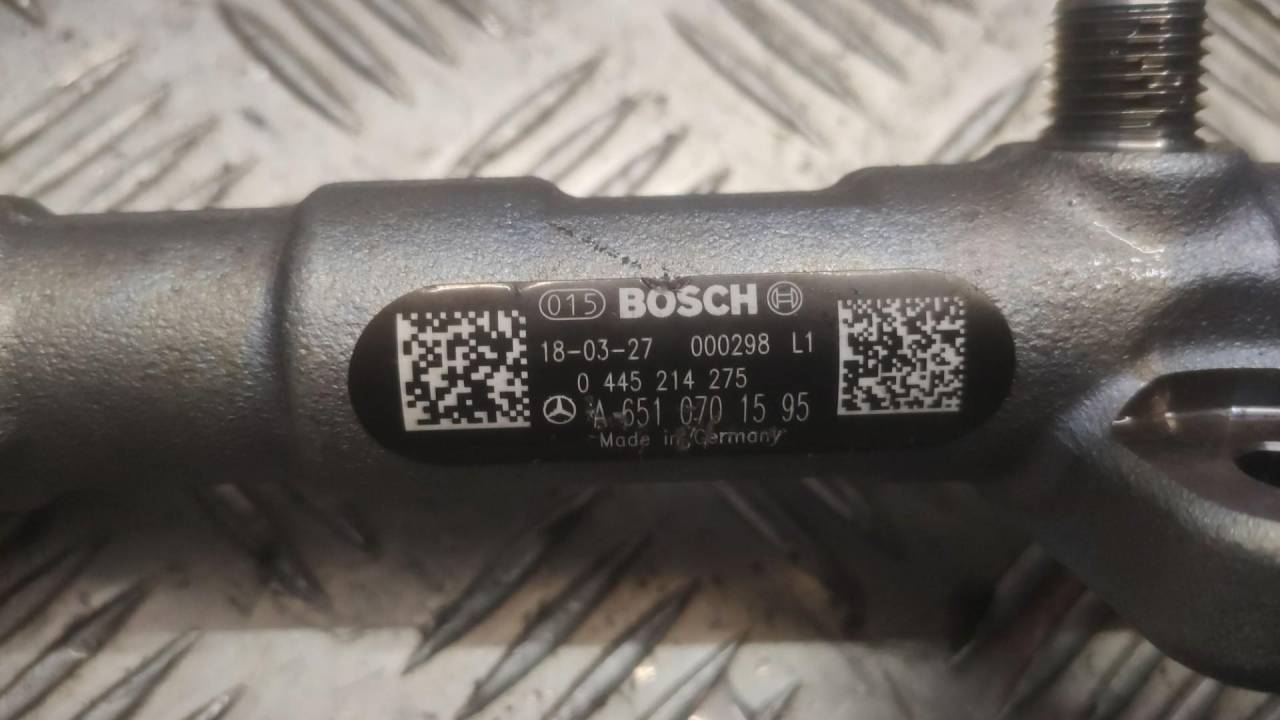 015 BOSCH
18-03-27 000298 L1
0 445 214 275
A 651 070 15 95
Made in Germany